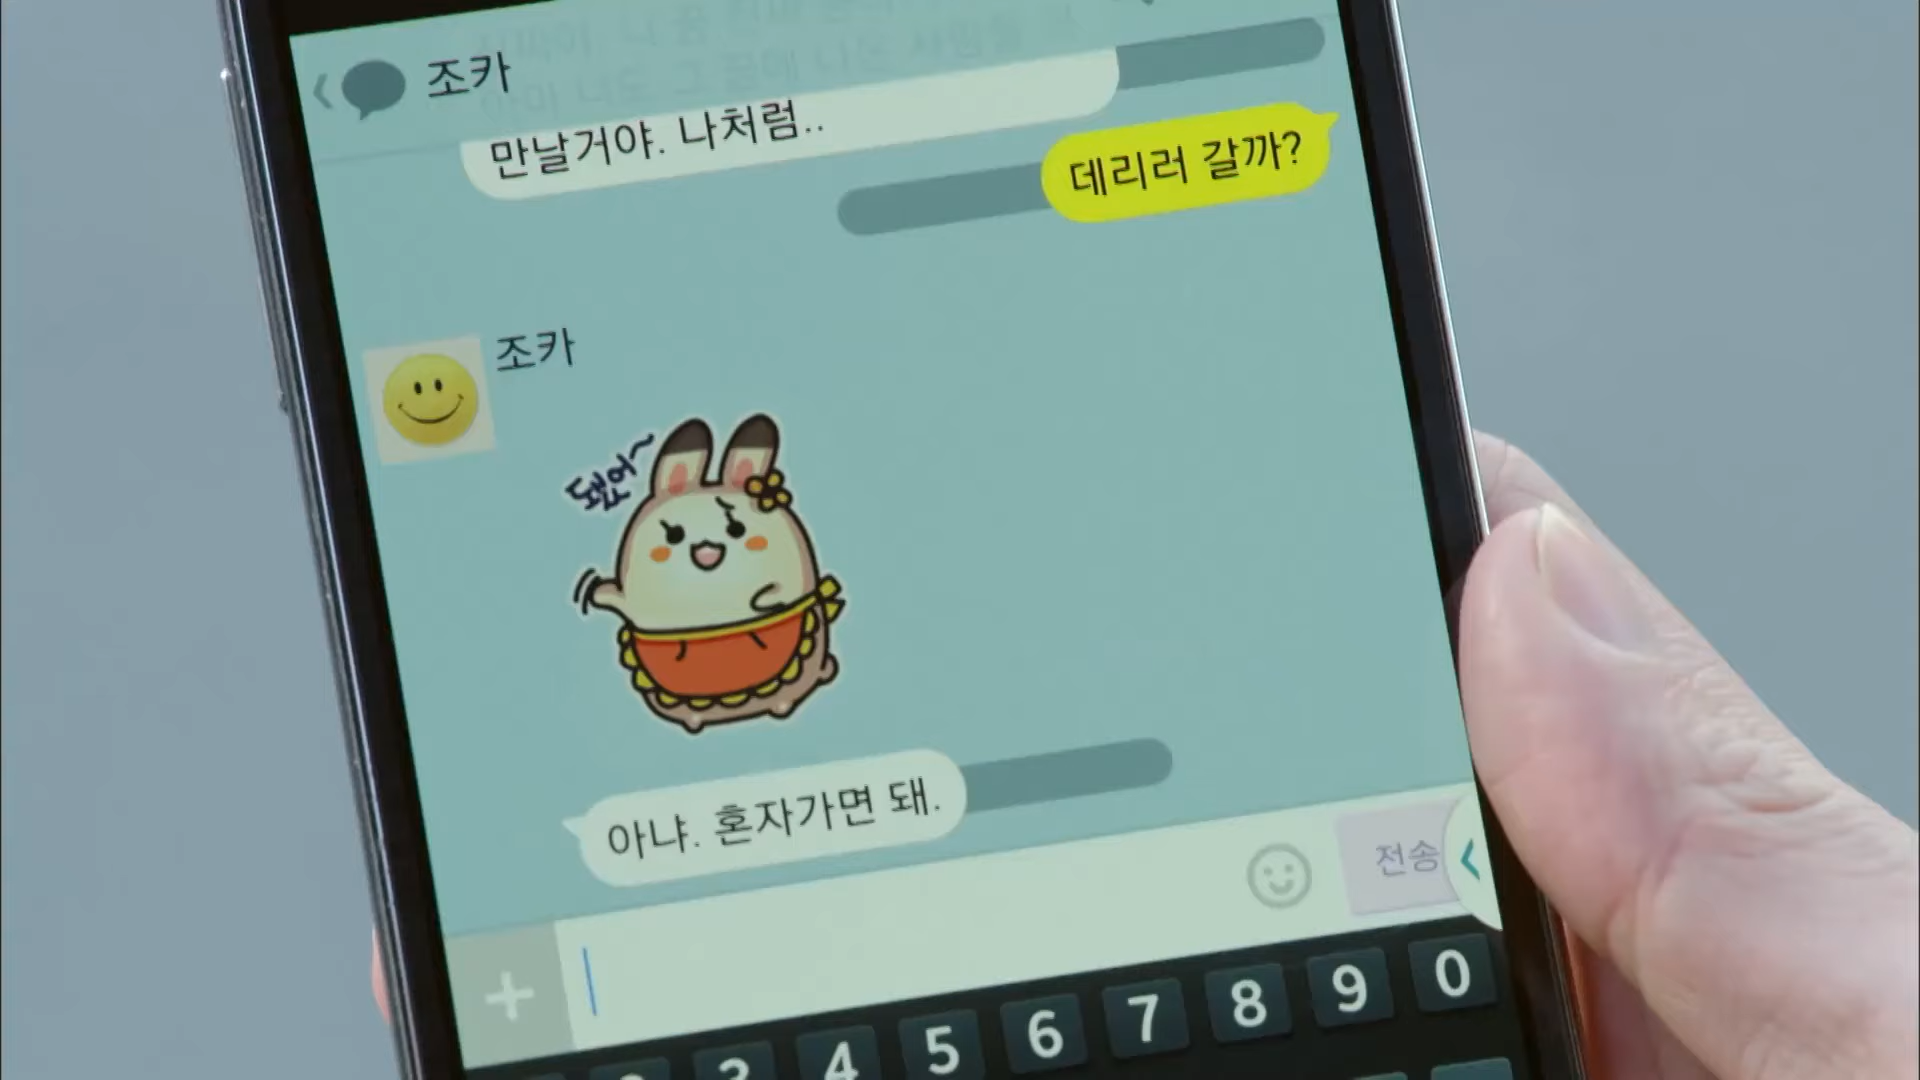 조카
만날거야. 나처럼..
데리러 갈까?
조카
됐어~
아냐. 혼자가면 돼.
전송
3 4 5 6 7 8 9 0